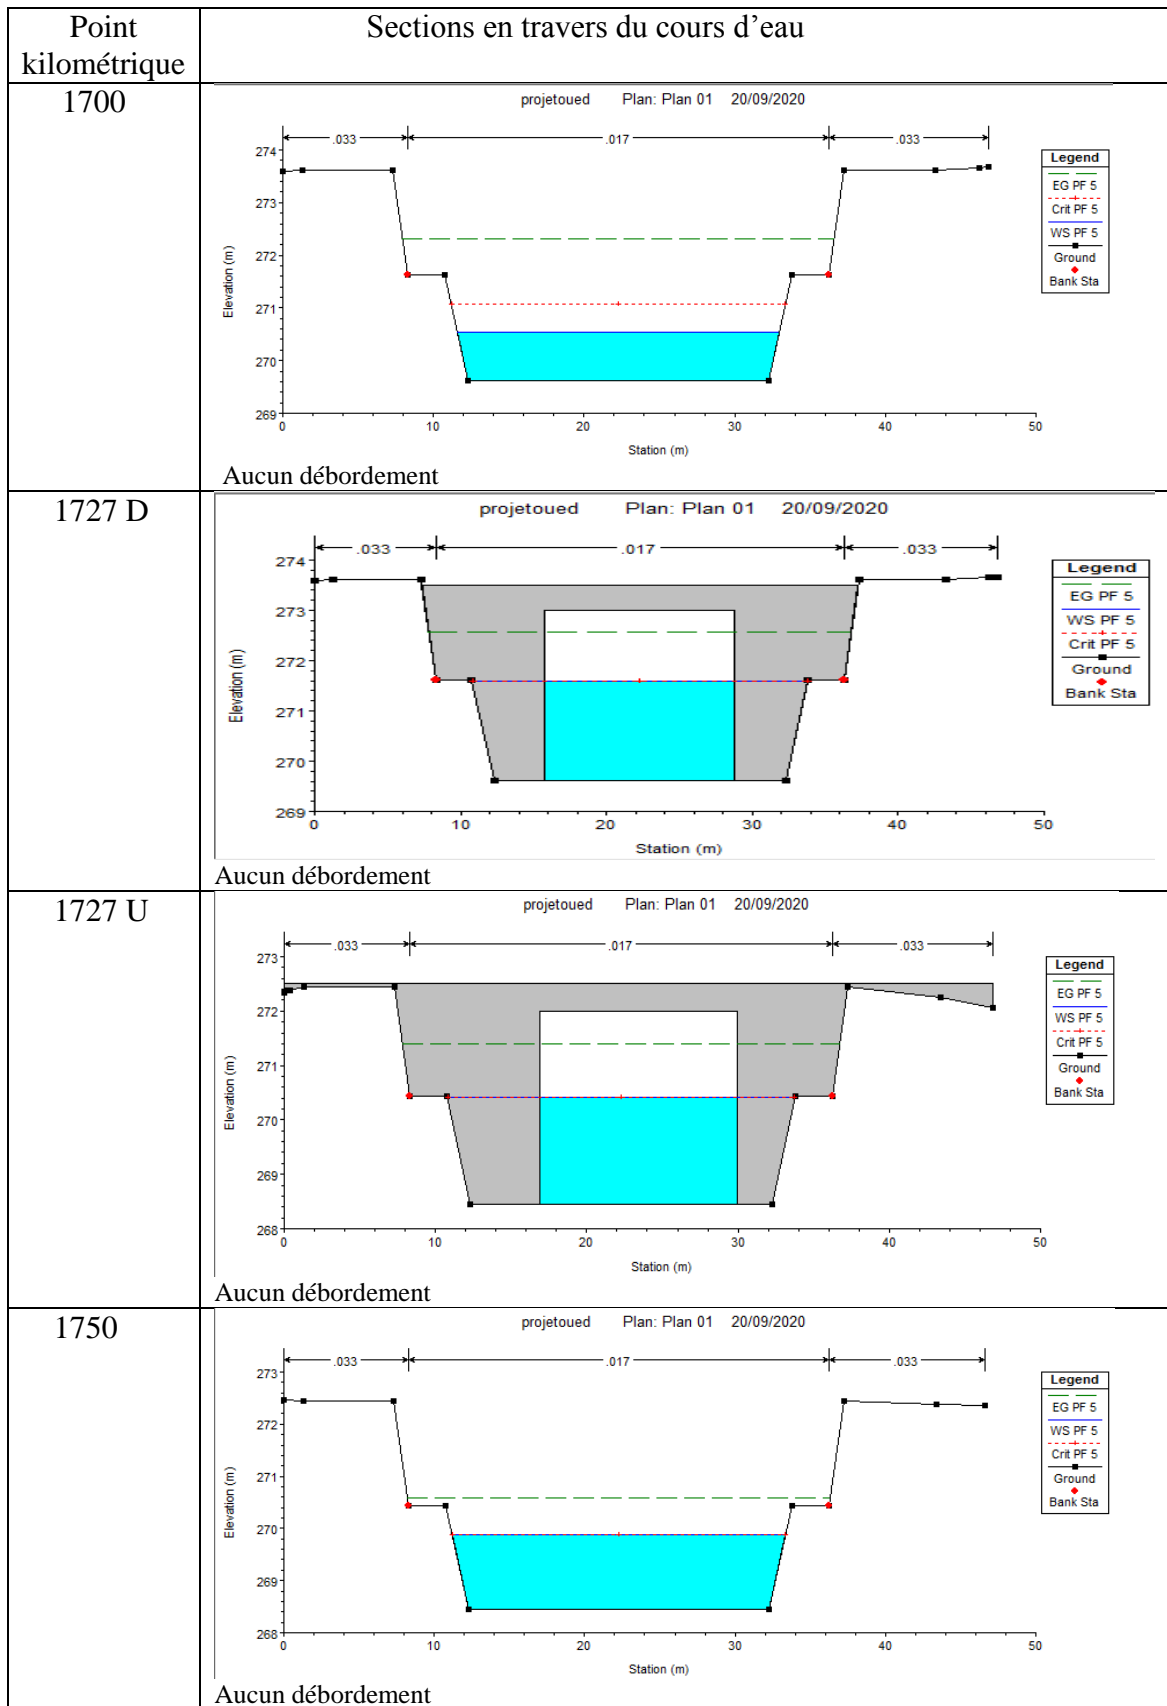 Point kilométrique
Sections en travers du cours d’eau
1700
projetoued Plan: Plan 01 20/09/2020
.033 .017 .033
Legend
EG PF 5
Crit PF 5
WS PF 5
Ground
Bank Sta
Elevation (m)
274
273
272
271
270
269
0 10 20 30 40 50
Station (m)
Aucun débordement
1727 D
projetoued Plan: Plan 01 20/09/2020
.033 .017 .033
Legend
EG PF 5
WS PF 5
Crit PF 5
Ground
Bank Sta
Elevation (m)
274
273
272
271
270
269
0 10 20 30 40 50
Station (m)
Aucun débordement
1727 U
projetoued Plan: Plan 01 20/09/2020
.033 .017 .033
Legend
EG PF 5
WS PF 5
Crit PF 5
Ground
Bank Sta
Elevation (m)
273
272
271
270
269
268
0 10 20 30 40 50
Station (m)
Aucun débordement
1750
projetoued Plan: Plan 01 20/09/2020
.033 .017 .033
Legend
EG PF 5
WS PF 5
Crit PF 5
Ground
Bank Sta
Elevation (m)
273
272
271
270
269
268
0 10 20 30 40 50
Station (m)
Aucun débordement